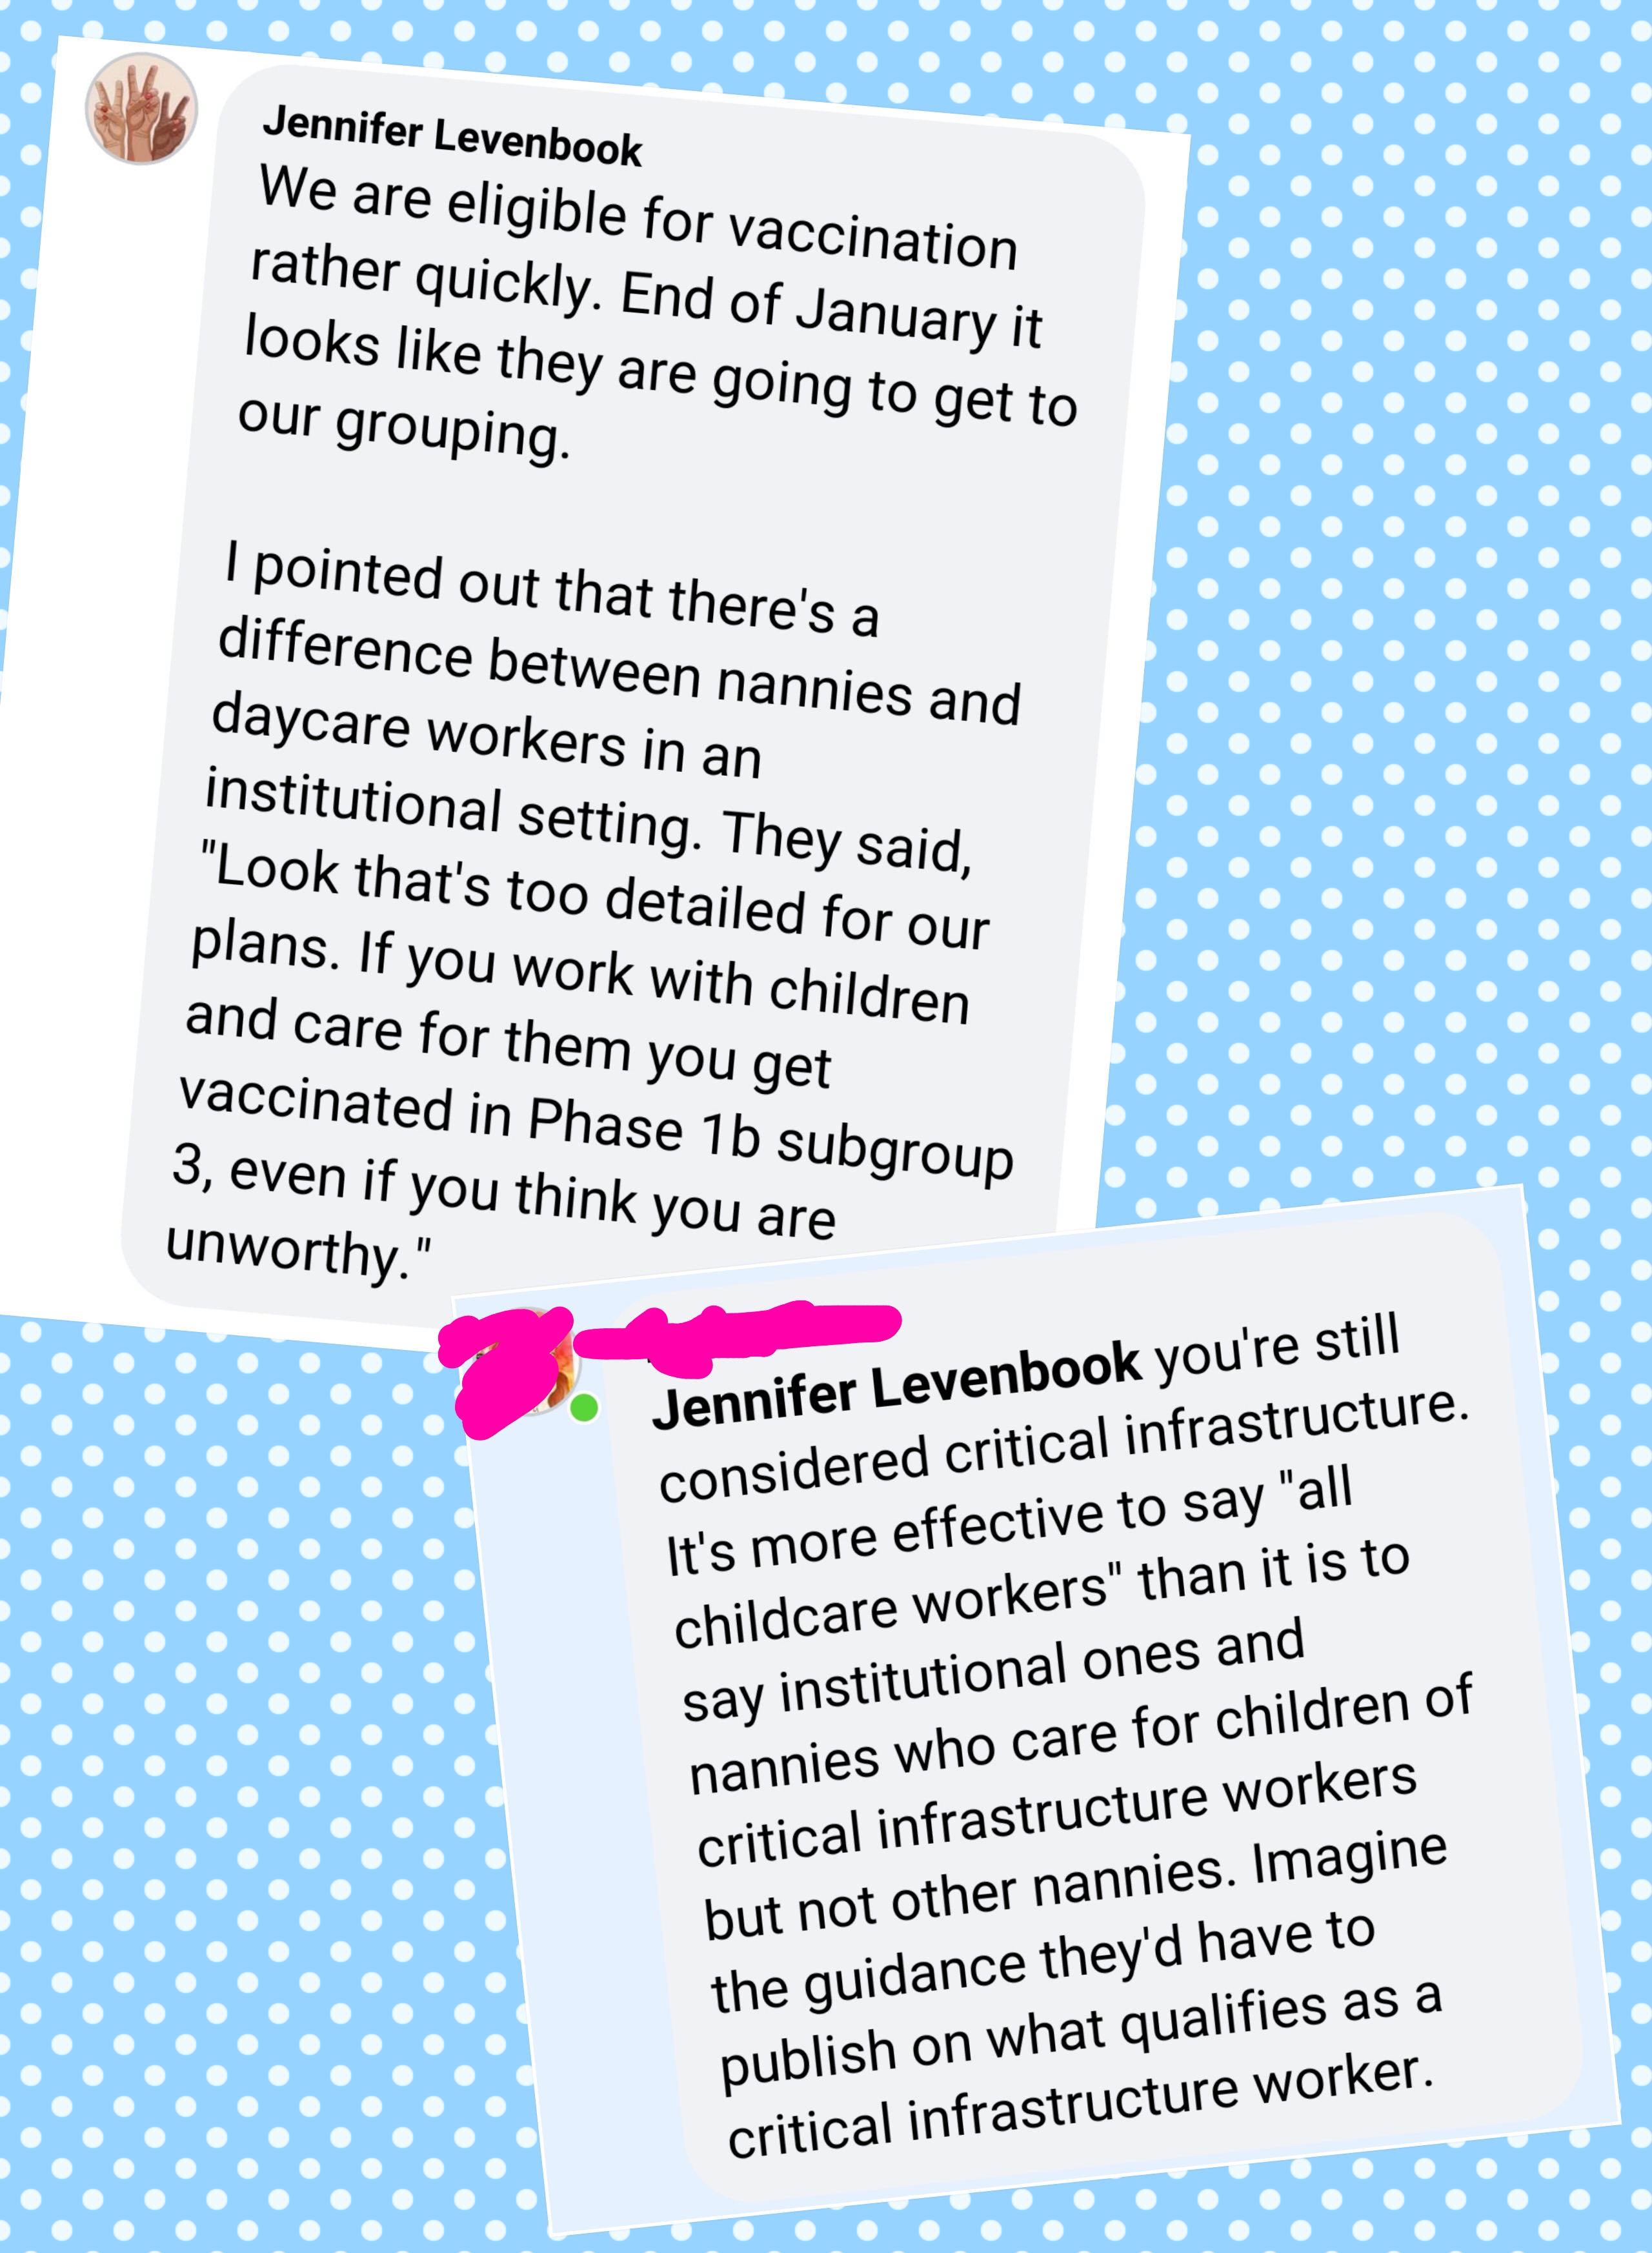 Jennifer Levenbook
We are eligible for vaccination
rather quickly. End of January it
looks like they are going to get to
our grouping.
I pointed out that there's a
difference between nannies and
daycare workers in an
institutional setting. They said,
"Look that's too detailed for our
plans. If you work with children
and care for them you get
vaccinated in Phase 1b subgroup
3, even if you think you are
unworthy."
Jennifer Levenbook you're still
considered critical infrastructure.
It's more effective to say "all
childcare workers" than it is to
say institutional ones and
nannies who care for children of
critical infrastructure workers
but not other nannies. Imagine
the guidance they'd have to
publish on what qualifies as a
critical infrastructure worker.